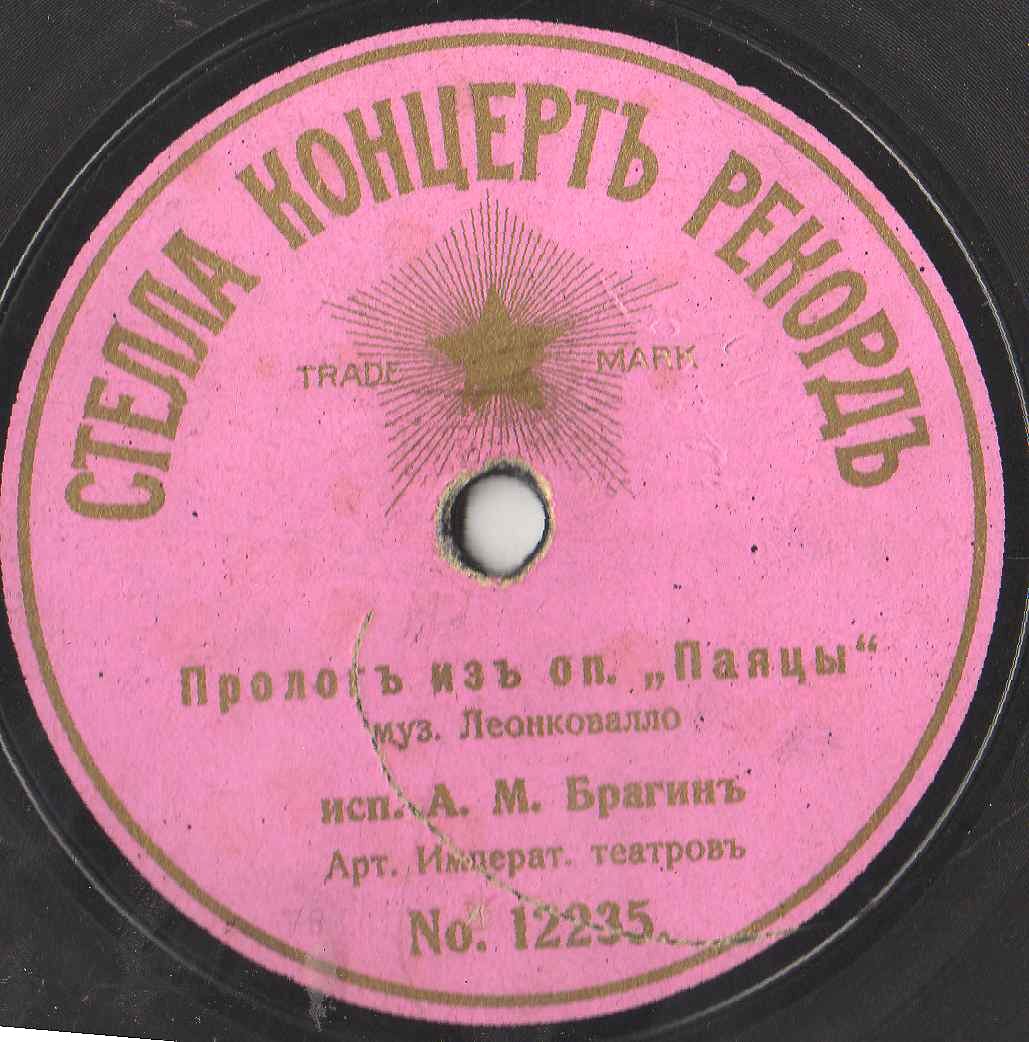 СТЕЛЛА КОНЦЕРТЪ РЕКОРДЪ
TRADE MARK
Прологъ изъ оп. „Паяцы“
муз. Леонковалло
исп. А. М. Брагинъ
Арт. Императ. театровъ
No. 12235.